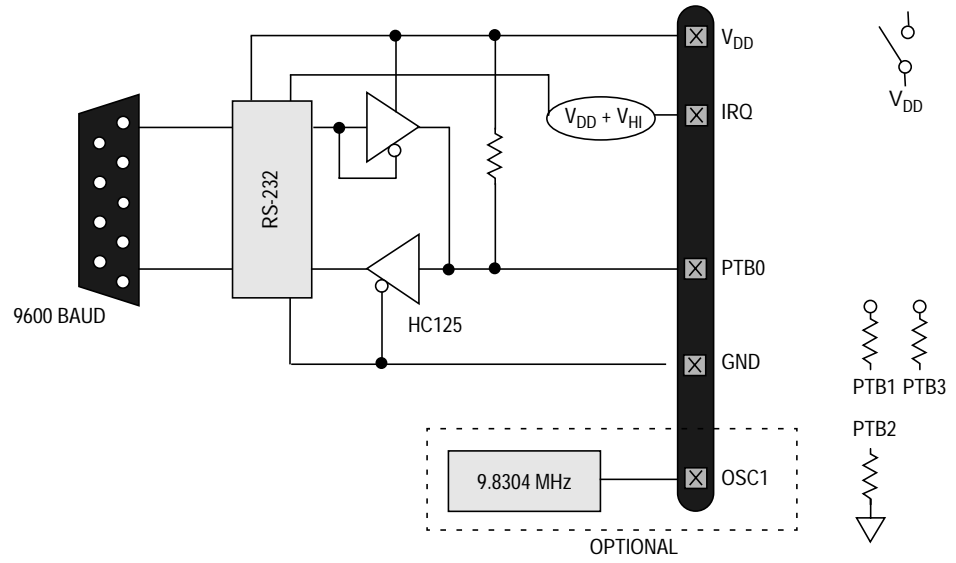 V_DD
V_DD
IRQ
V_DD + V_HI
RS-232
PTB0
9600 BAUD
HC125
GND
PTB1 PTB3
PTB2
9.8304 MHz
OSC1
OPTIONAL